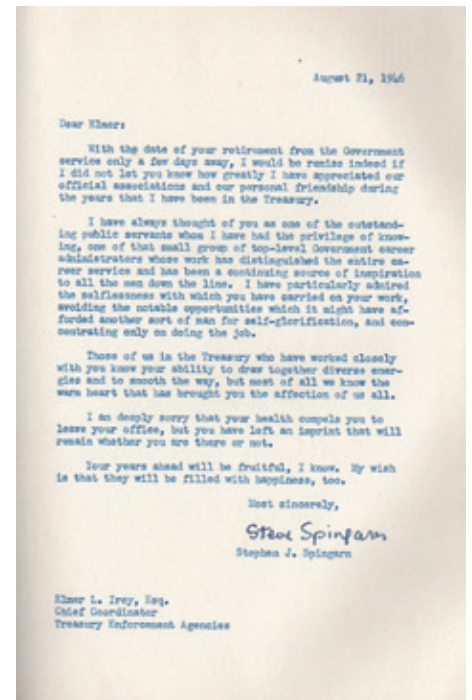 August 21, 1946
Dear Elmer:
With the date of your retirement from the Government
service only a few days away, I would be remiss indeed if
I did not let you know how greatly I have appreciated our
official associations and our personal friendship during
the years that I have been in the Treasury.
I have always thought of you as one of the outstand-
ing public servants whom I have had the privilege of know-
ing, one of that small group of top-level Government career
administrators whose work has distinguished the entire ca-
reer service and has been a continuing source of inspiration
to all the men down the line. I have particularly admired
the selflessness with which you have carried on your work,
avoiding the notable opportunities which it might have af-
forded another sort of man for self-glorification, and con-
centrating only on doing the job.
Those of us in the Treasury who have worked closely
with you know your ability to draw together diverse ener-
gies and to smooth the way, but most of all we know the
warm heart that has brought you the affection of us all.
I am deeply sorry that your health compels you to
leave your office, but you have left an imprint that will
remain whether you are there or not.
Your years ahead will be fruitful, I know. My wish
is that they will be filled with happiness, too.
Most sincerely,
Steve Spingarn
Stephen J. Spingarn
Elmer L. Irey, Esq.
Chief Coordinator
Treasury Enforcement Agencies